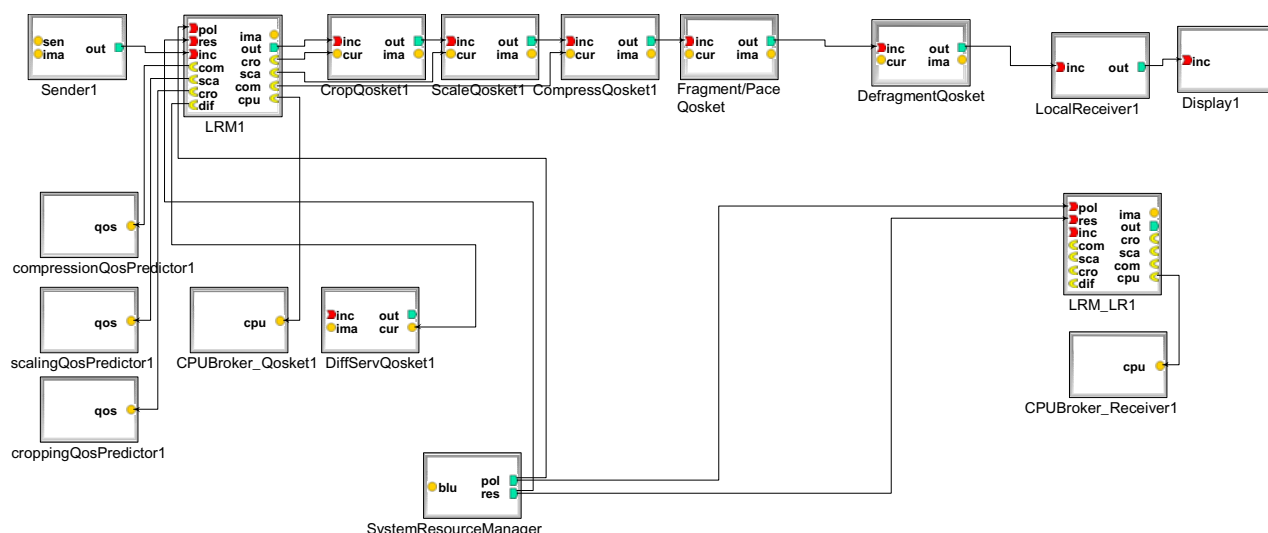 sen
ima
out
Sender1
pol
res
inc
com
sca
cro
dif
ima
out
cro
sca
com
cpu
LRM1
inc
cur
out
ima
CropQosket1
inc
cur
out
ima
ScaleQosket1
inc
cur
out
ima
CompressQosket1
inc
cur
out
ima
Fragment/Pace
Qosket
inc
cur
out
ima
DefragmentQosket
inc
out
LocalReceiver1
inc
Display1
qos
compressionQosPredictor1
qos
scalingQosPredictor1
qos
croppingQosPredictor1
cpu
CPUBroker_Qosket1
inc
ima
out
cur
DiffServQosket1
pol
res
inc
com
sca
cro
dif
ima
out
cro
sca
com
cpu
LRM_LR1
cpu
CPUBroker_Receiver1
blu
pol
res
SystemResourceManager